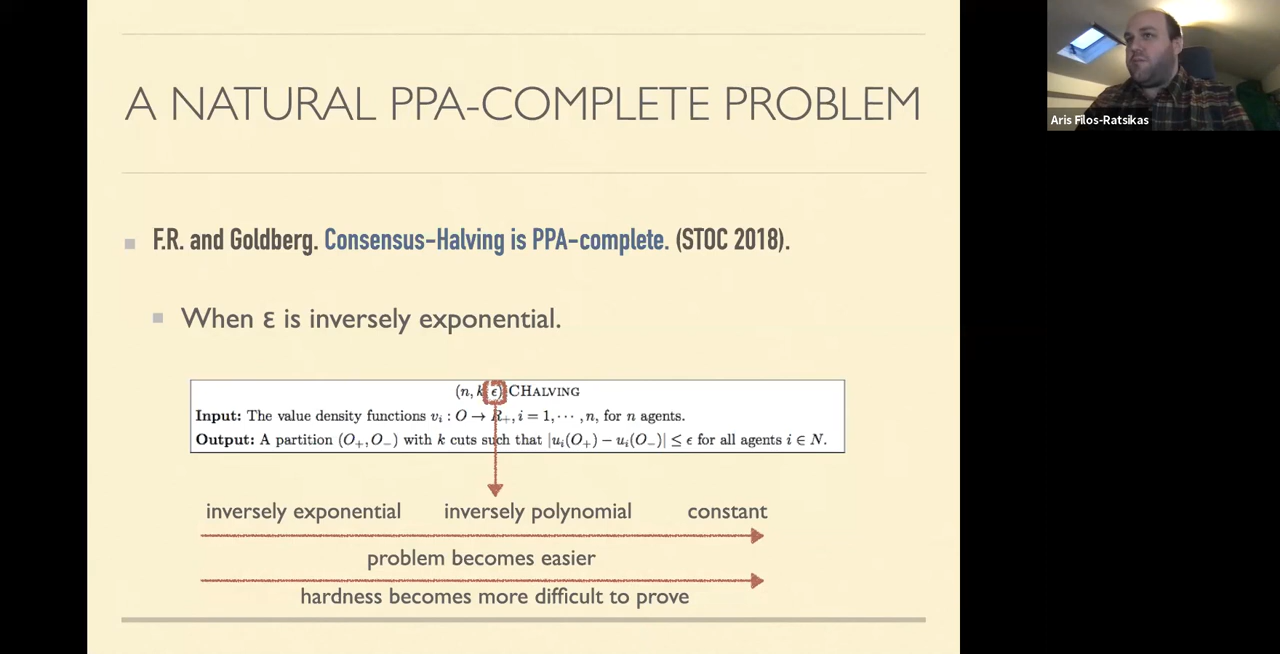 A NATURAL PPA-COMPLETE PROBLEM
Aris Filos-Ratsikas
F.R. and Goldberg. Consensus-Halving is PPA-complete. (STOC 2018).
When ε is inversely exponential.
(n, k, ϵ) CHALVING
Input: The value density functions v_i : O → R_+, i = 1, ⋯ , n, for n agents.
Output: A partition (O_+, O_−) with k cuts such that |u_i(O_+) − u_i(O_−)| ≤ ϵ for all agents i ∈ N.
inversely exponential inversely polynomial constant
problem becomes easier
hardness becomes more difficult to prove